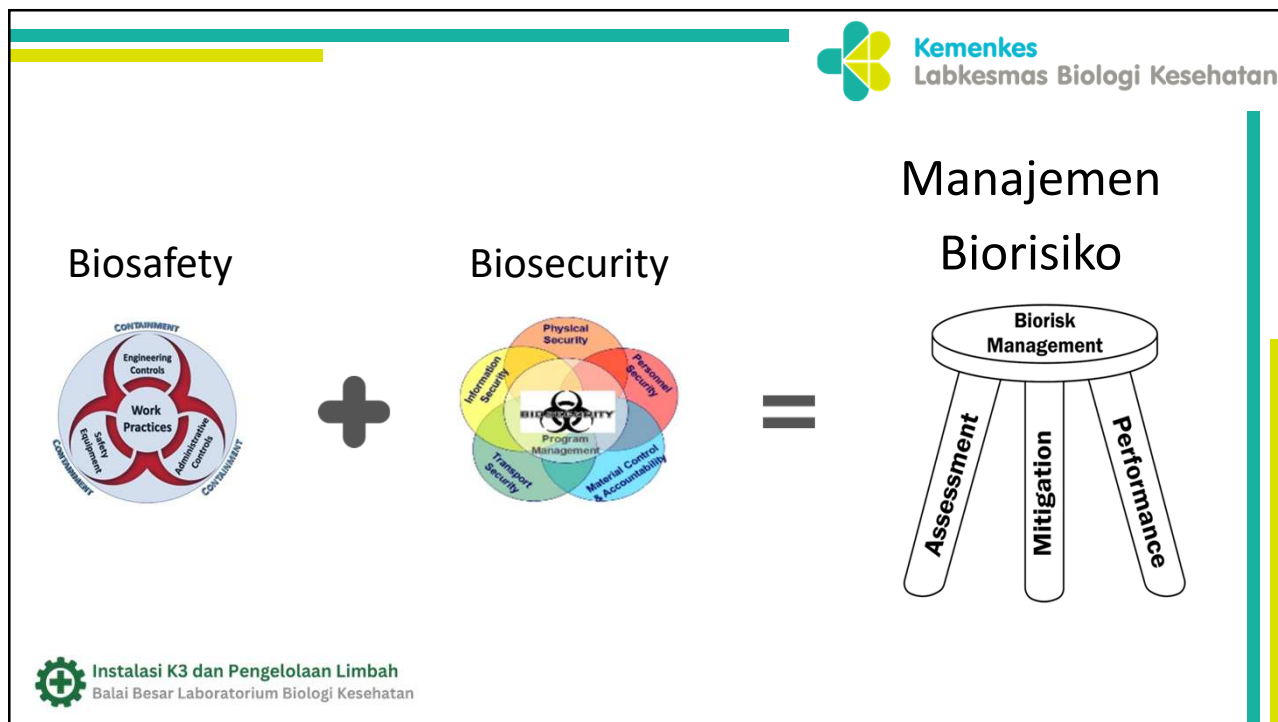 Kemenkes
Labkesmas Biologi Kesehatan
Biosafety
CONTAINMENT
Engineering
Controls
Work
Practices
Safety
Equipment
Administrative
Controls
CONTAINMENT
CONTAINMENT
Biosecurity
Physical
Security
Information
Security
Personnel
Security
BIOSECURITY
Program
Management
Transport
Security
Material Control
& Accountability
Manajemen
Biorisiko
Biorisk
Management
Assessment
Mitigation
Performance
Instalasi K3 dan Pengelolaan Limbah
Balai Besar Laboratorium Biologi Kesehatan